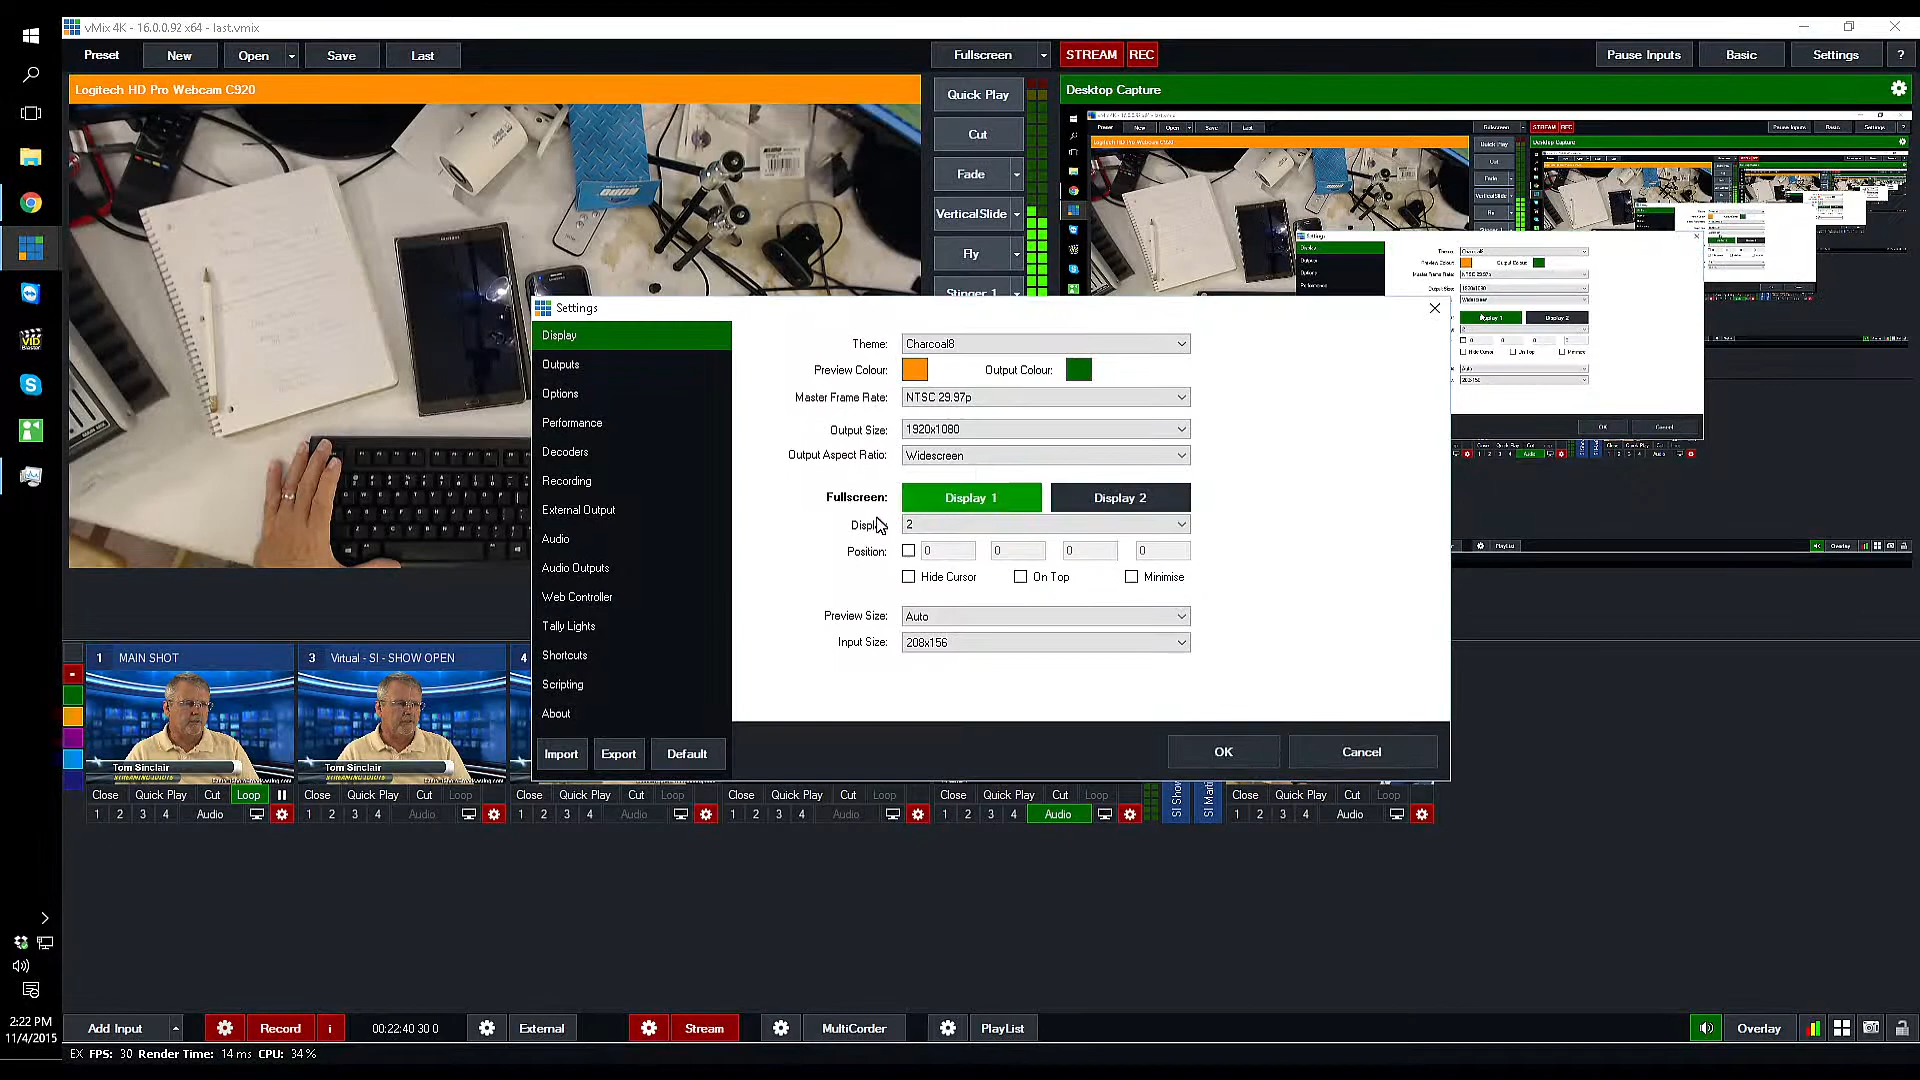 vMix 4K - 16.0.0.92 x64 - last.vmix
Preset New Open Save Last Fullscreen STREAM REC Pause Inputs Basic Settings ?
Logitech HD Pro Webcam C920
Quick Play
Cut
Fade
VerticalSlide
Fly
Stinger 1
Desktop Capture
Settings
Display
Outputs
Options
Performance
Decoders
Recording
External Output
Audio
Audio Outputs
Web Controller
Tally Lights
Shortcuts
Scripting
About
Import Export Default
Theme: Charcoal8
Preview Colour: Output Colour:
Master Frame Rate: NTSC 29.97p
Output Size: 1920x1080
Output Aspect Ratio: Widescreen
Fullscreen: Display 1 Display 2
Display: 2
Position: 0 0 0 0
Hide Cursor On Top Minimise
Preview Size: Auto
Input Size: 208x156
OK Cancel
1 MAIN SHOT 3 Virtual - SI - SHOW OPEN 4
Tom Sinclair Tom Sinclair
STREAMING IDIOTS
Close Quick Play Cut Loop Close Quick Play Cut Loop Close Quick Play Cut Loop Close Quick Play Cut Loop Close Quick Play Cut Loop Close Quick Play Cut Loop
1 2 3 4 Audio 1 2 3 4 Audio 1 2 3 4 Audio 1 2 3 4 Audio 1 2 3 4 Audio 1 2 3 4 Audio
2:22 PM
11/4/2015
Add Input Record i 00:22:40 30 0 External Stream MultiCorder PlayList Overlay
EX FPS: 30 Render Time: 14 ms CPU: 34 %